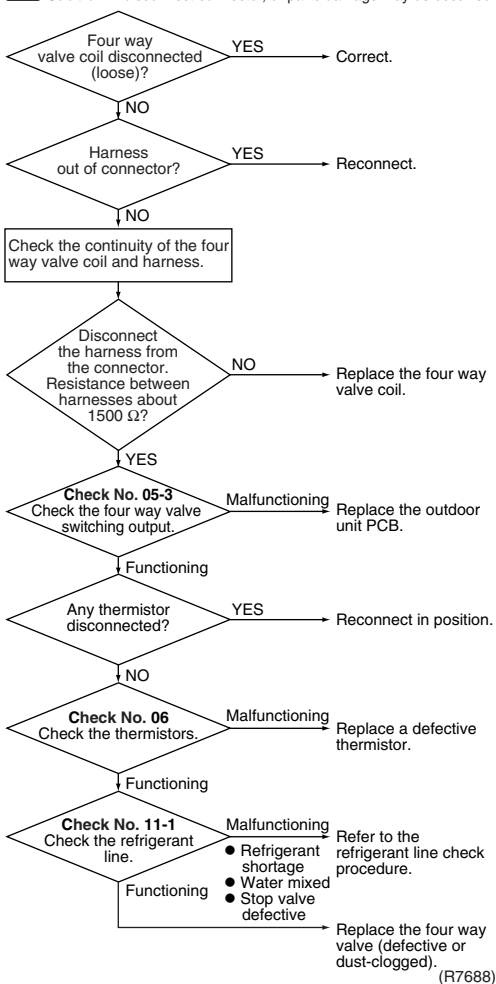 Four way
valve coil disconnected
(loose)?
YES
Correct.
NO
Harness
out of connector?
YES
Reconnect.
NO
Check the continuity of the four
way valve coil and harness.
Disconnect
the harness from
the connector.
Resistance between
harnesses about
1500 Ω?
NO
Replace the four way
valve coil.
YES
Check No. 05-3
Check the four way valve
switching output.
Malfunctioning
Replace the outdoor
unit PCB.
Functioning
Any thermistor
disconnected?
YES
Reconnect in position.
NO
Check No. 06
Check the thermistors.
Malfunctioning
Replace a defective
thermistor.
Functioning
Check No. 11-1
Check the refrigerant
line.
Malfunctioning
● Refrigerant
shortage
● Water mixed
● Stop valve
defective
Refer to the
refrigerant line check
procedure.
Functioning
Replace the four way
valve (defective or
dust-clogged).
(R7688)